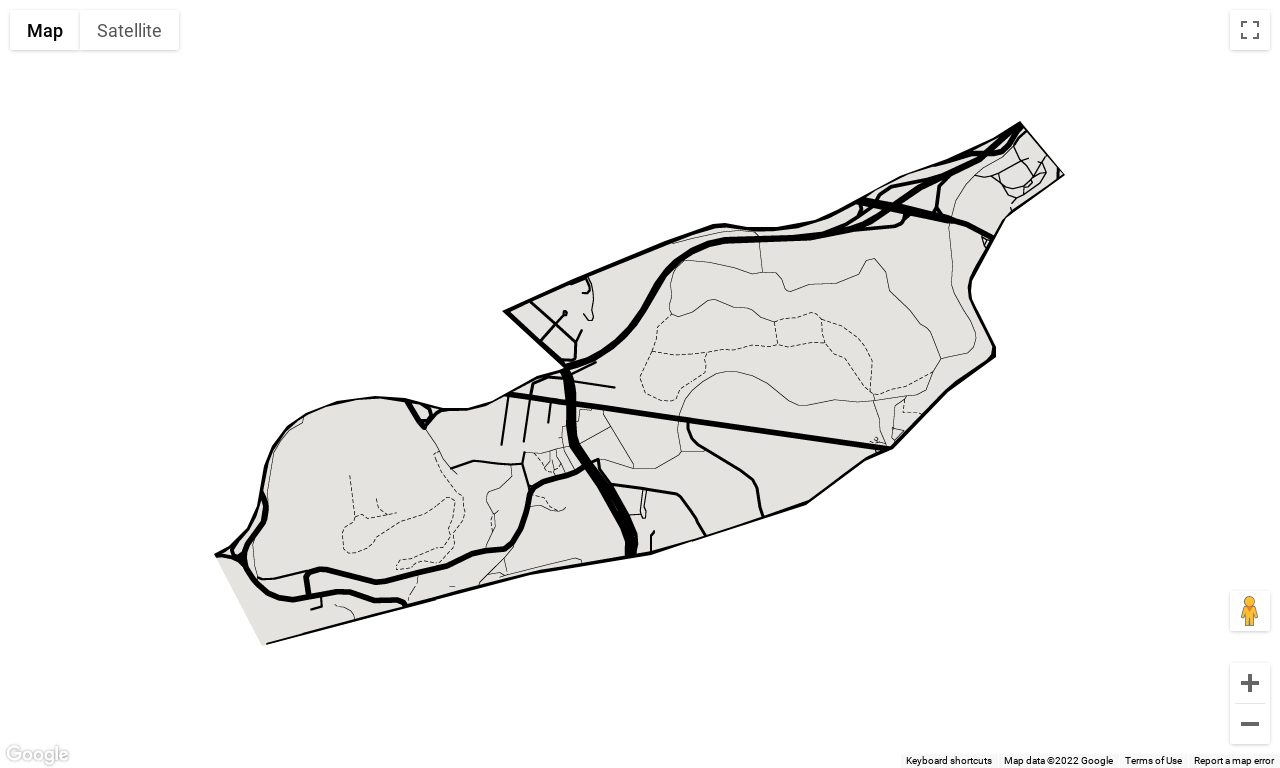 Map Satellite
Google
Keyboard shortcuts Map data ©2022 Google Terms of Use Report a map error